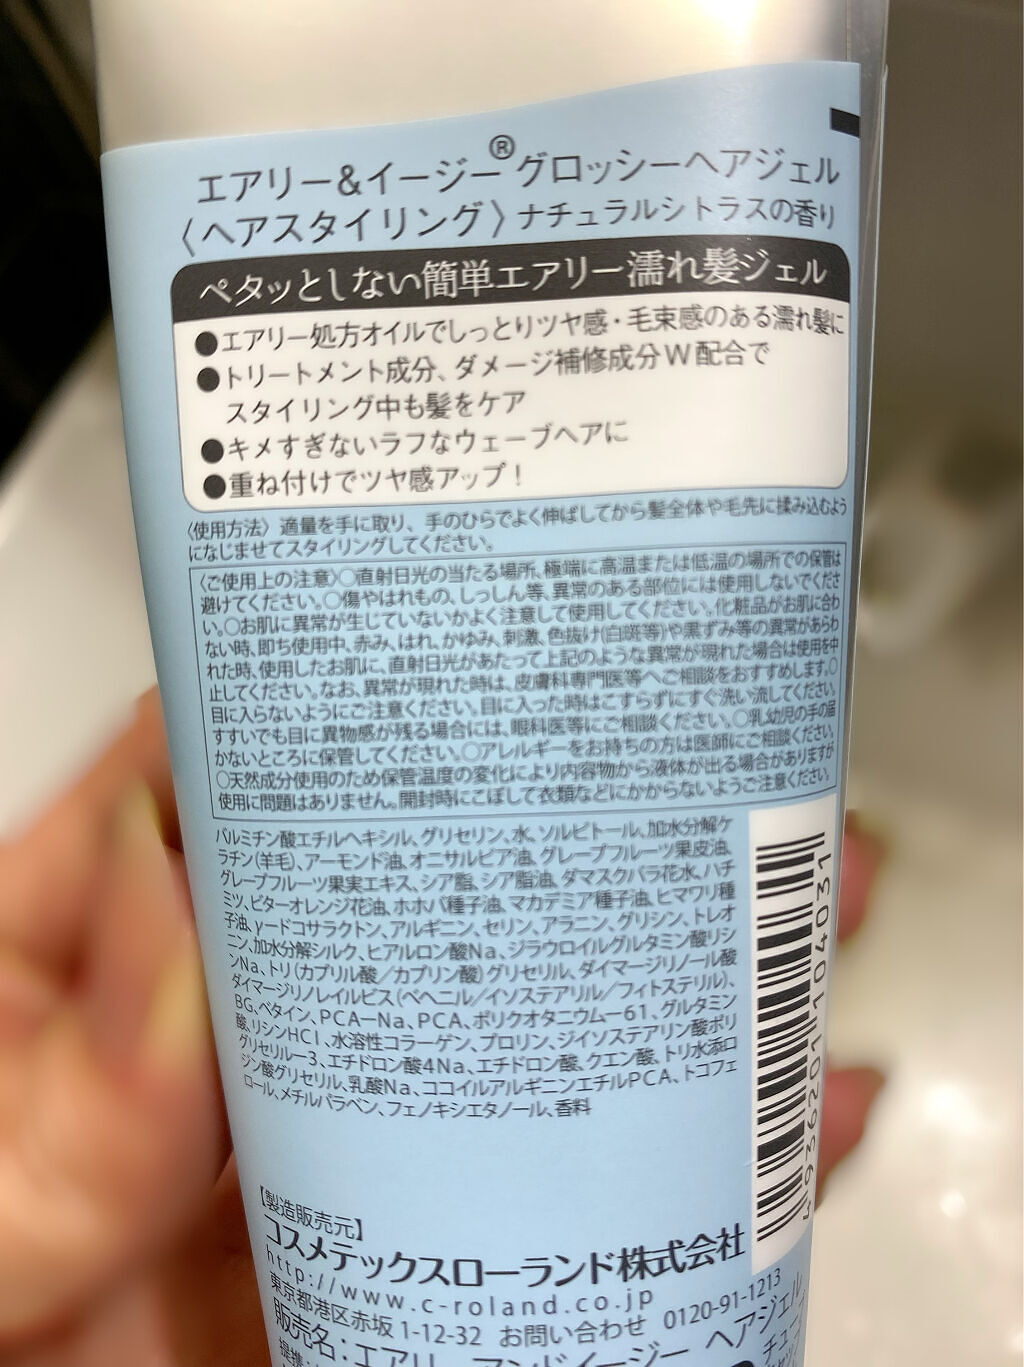 エアリー&イージー®グロッシーヘアジェル
〈ヘアスタイリング〉ナチュラルシトラスの香り
ペタッとしない簡単エアリー濡れ髪ジェル
●エアリー処方オイルでしっとりツヤ感・毛束感のある濡れ髪に
●トリートメント成分、ダメージ補修成分W配合で
スタイリング中も髪をケア
●キメすぎないラフなウェーブヘアに
●重ね付けでツヤ感アップ!
〈使用方法〉適量を手に取り、手のひらでよく伸ばしてから髪全体や毛先に揉み込むよう
になじませてスタイリングしてください。
〈ご使用上の注意〉○直射日光の当たる場所、極端に高温または低温の場所での保管は
避けてください。○傷やはれもの、しっしん等、異常のある部位には使用しないでくださ
い。○お肌に異常が生じていないかよく注意して使用してください。化粧品がお肌に合わ
ない時、即ち使用中、赤み、はれ、かゆみ、刺激、色抜け(白斑等)や黒ずみ等の異常があらわ
れた時、使用したお肌に、直射日光があたって上記のような異常が現れた場合は使用を中
止してください。なお、異常が現れた時は、皮膚科専門医等へご相談をおすすめします。○
目に入らないようにご注意ください。目に入った時はこすらずにすぐ洗い流してください。
すすいでも目に異物感が残る場合には、眼科医等にご相談ください。○乳幼児の手の届
かないところに保管してください。○アレルギーをお持ちの方は医師にご相談ください。
○天然成分使用のため保管温度の変化により内容物から液体が出る場合がありますが
使用に問題はありません。開封時にこぼして衣類などにかからないようご注意ください。
パルミチン酸エチルヘキシル、グリセリン、水、ソルビトール、加水分解ケ
ラチン(羊毛)、アーモンド油、オニサルビア油、グレープフルーツ果皮油、
グレープフルーツ果実エキス、シア脂、シア脂油、ダマスクバラ花水、ハチ
ミツ、ビターオレンジ花油、ホホバ種子油、マカデミア種子油、ヒマワリ種
子油、γードコサラクトン、アルギニン、セリン、アラニン、グリシン、トレオ
ニン、加水分解シルク、ヒアルロン酸Na、ジラウロイルグルタミン酸リシ
ンNa、トリ(カプリル酸/カプリン酸)グリセリル、ダイマージリノール酸
ダイマージリノレイルビス(ベヘニル/イソステアリル/フィトステリル)、
BG、ベタイン、PCAーNa、PCA、ポリクオタニウムー61、グルタミン
酸、リシンHCl、水溶性コラーゲン、プロリン、ジイソステアリン酸ポリ
グリセリルー3、エチドロン酸4Na、エチドロン酸、クエン酸、トリ水添ロ
ジン酸グリセリル、乳酸Na、ココイルアルギニンエチルPCA、トコフェ
ロール、メチルパラベン、フェノキシエタノール、香料
4936201104031
【製造販売元】
コスメテックスローランド株式会社
http://www.c-roland.co.jp
東京都港区赤坂1-12-32 お問い合わせ 0120-91-1213
販売名:エアリーアンドイージー ヘアジェル